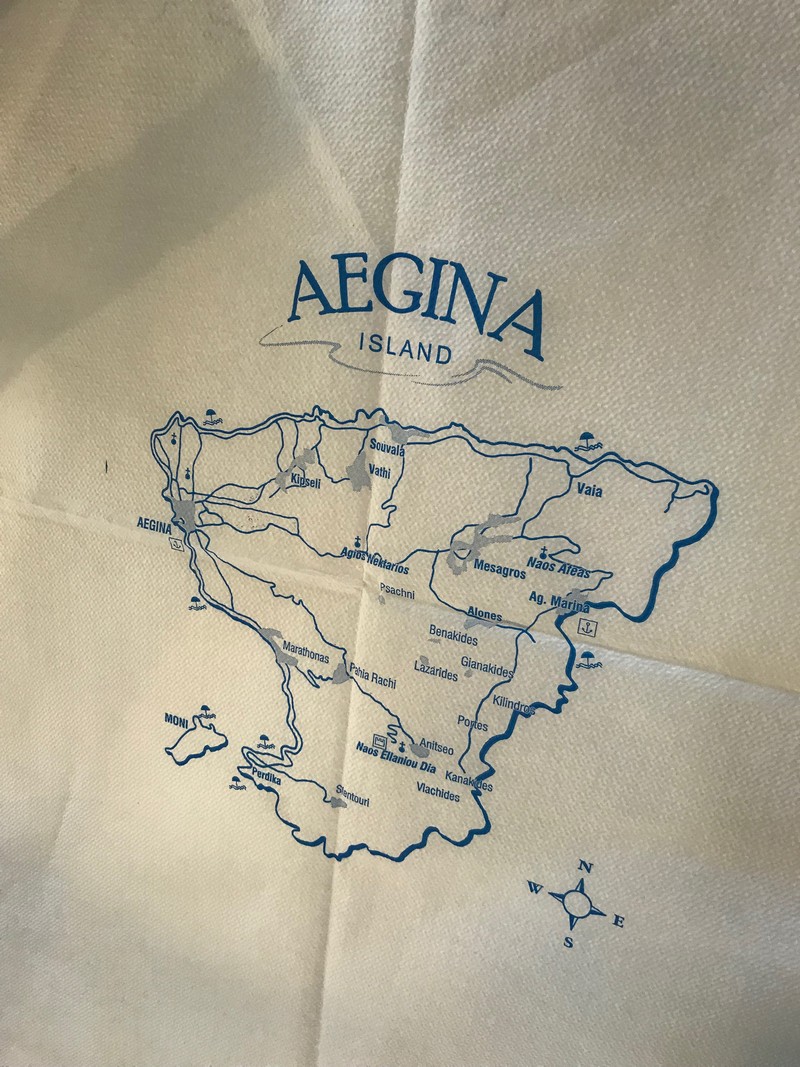 AEGINA
ISLAND
Souvala
Vathi
Kipseli
Vaia
AEGINA
Agios Nektarios
Mesagros
Naos Afeas
Psachni
Ag. Marina
Alones
Benakides
Marathonas
Pahia Rachi
Lazarides
Gianakides
Kilindros
Portes
MONI
Anitseo
Naos Ellaniou Dia
Perdika
Kanakides
Vlachides
Sfentouri
N
W
E
S